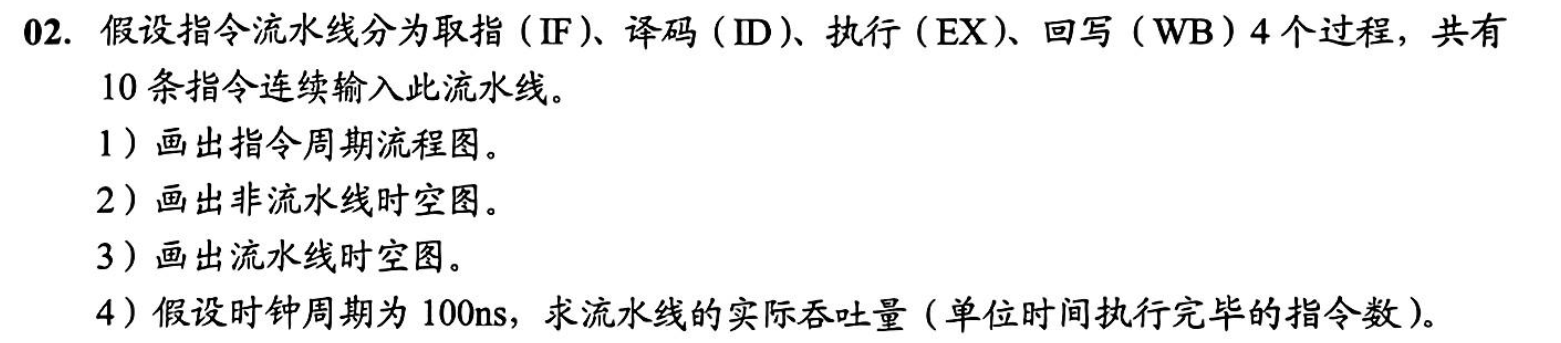 02. 假设指令流水线分为取指（IF）、译码（ID）、执行（EX）、回写（WB）4 个过程，共有
10 条指令连续输入此流水线。
1）画出指令周期流程图。
2）画出非流水线时空图。
3）画出流水线时空图。
4）假设时钟周期为 100ns，求流水线的实际吞吐量（单位时间执行完毕的指令数）。